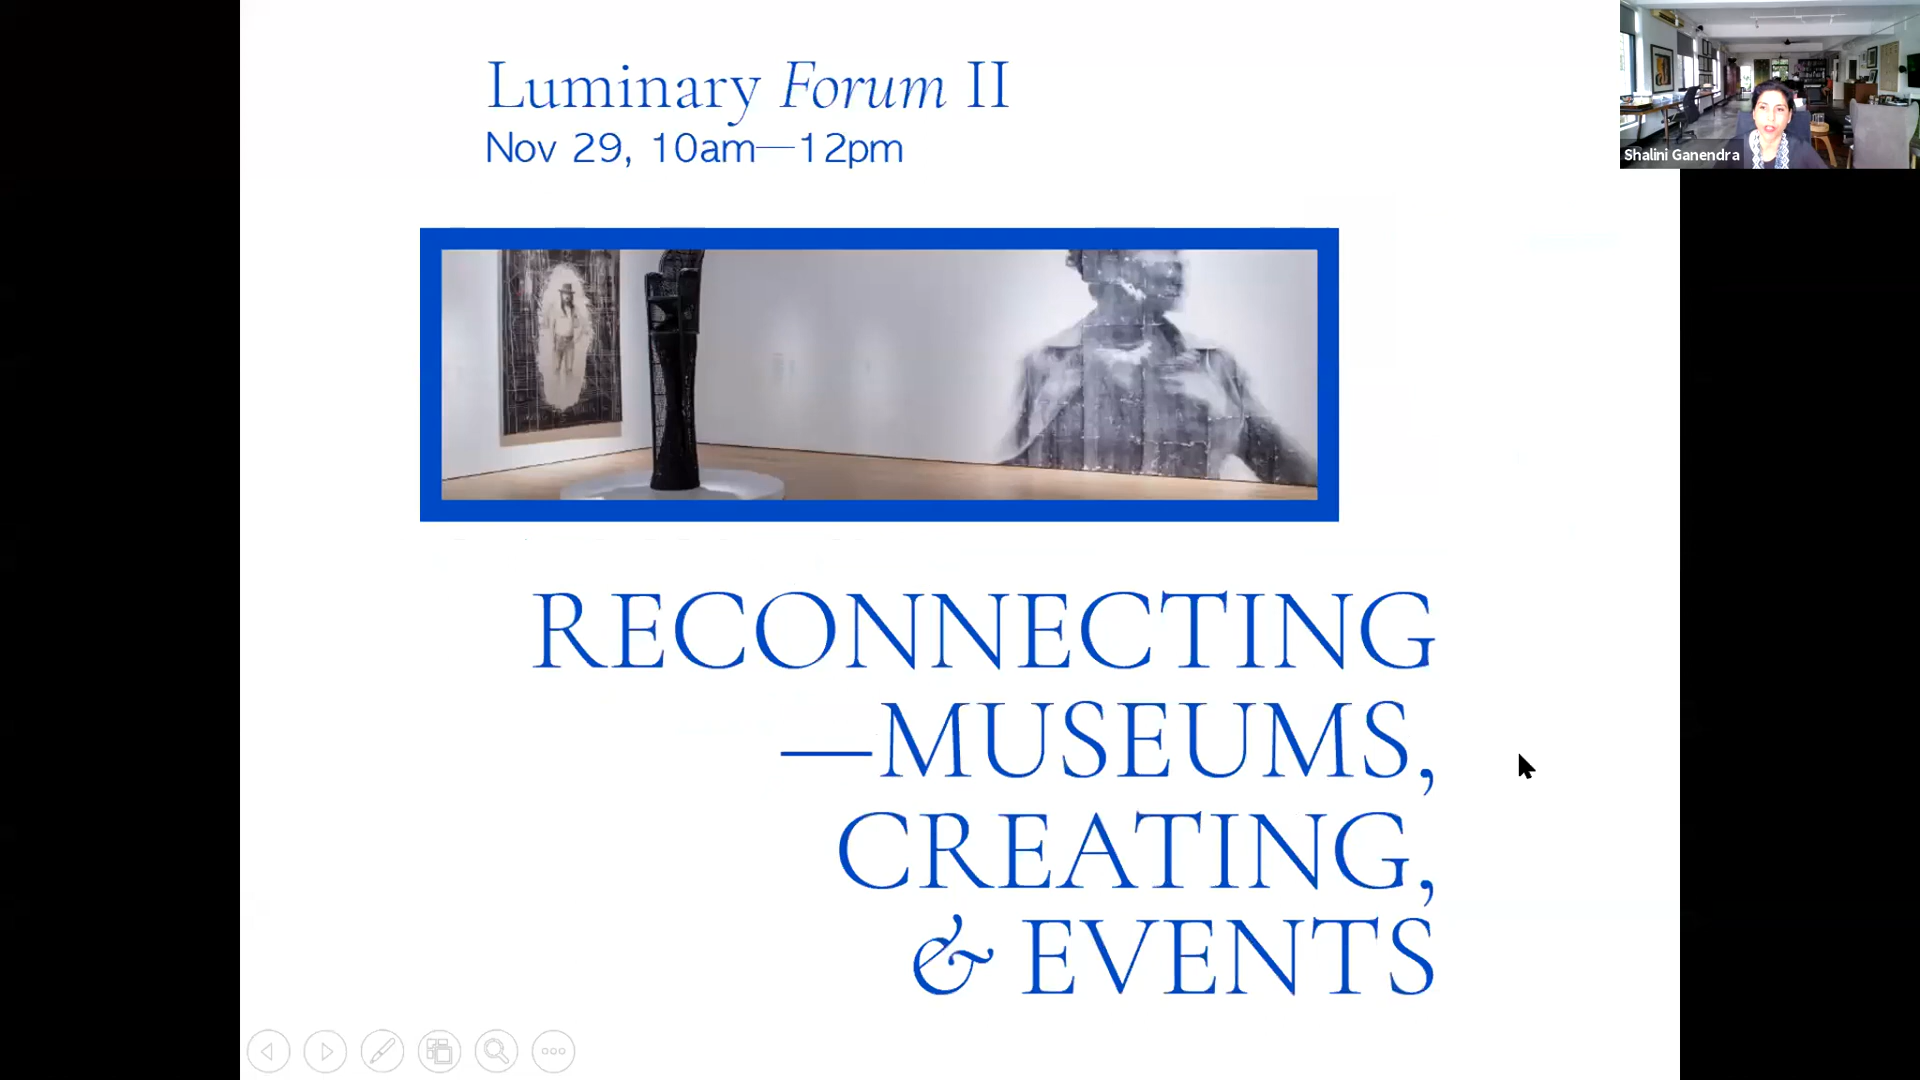 Luminary Forum II
Nov 29, 10am—12pm
Shalini Ganendra
RECONNECTING
—MUSEUMS,
CREATING,
& EVENTS